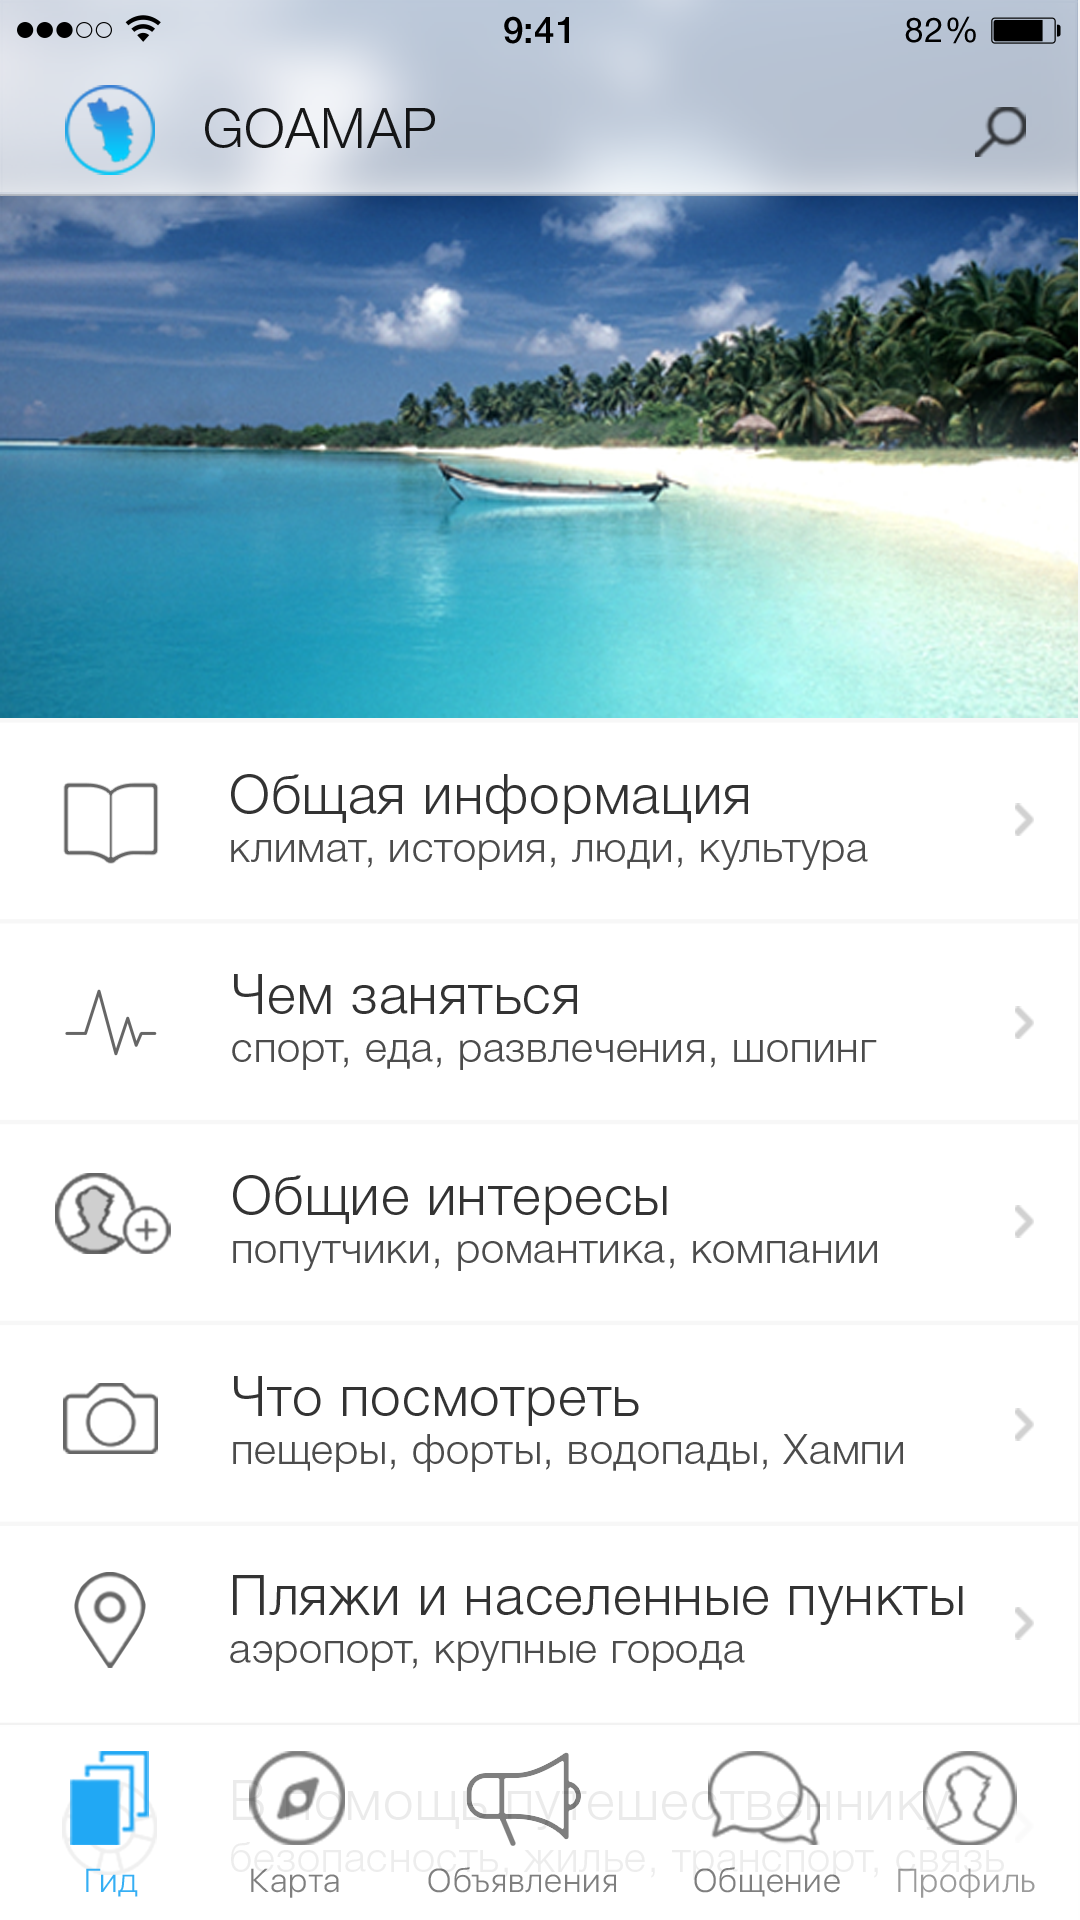 9:41
82%
GOAMAP
Общая информация
климат, история, люди, культура
Чем заняться
спорт, еда, развлечения, шопинг
Общие интересы
попутчики, романтика, компании
Что посмотреть
пещеры, форты, водопады, Хампи
Пляжи и населенные пункты
аэропорт, крупные города
В помощь путешественнику
безопасность, жилье, транспорт, связь
Гид
Карта
Объявления
Общение
Профиль